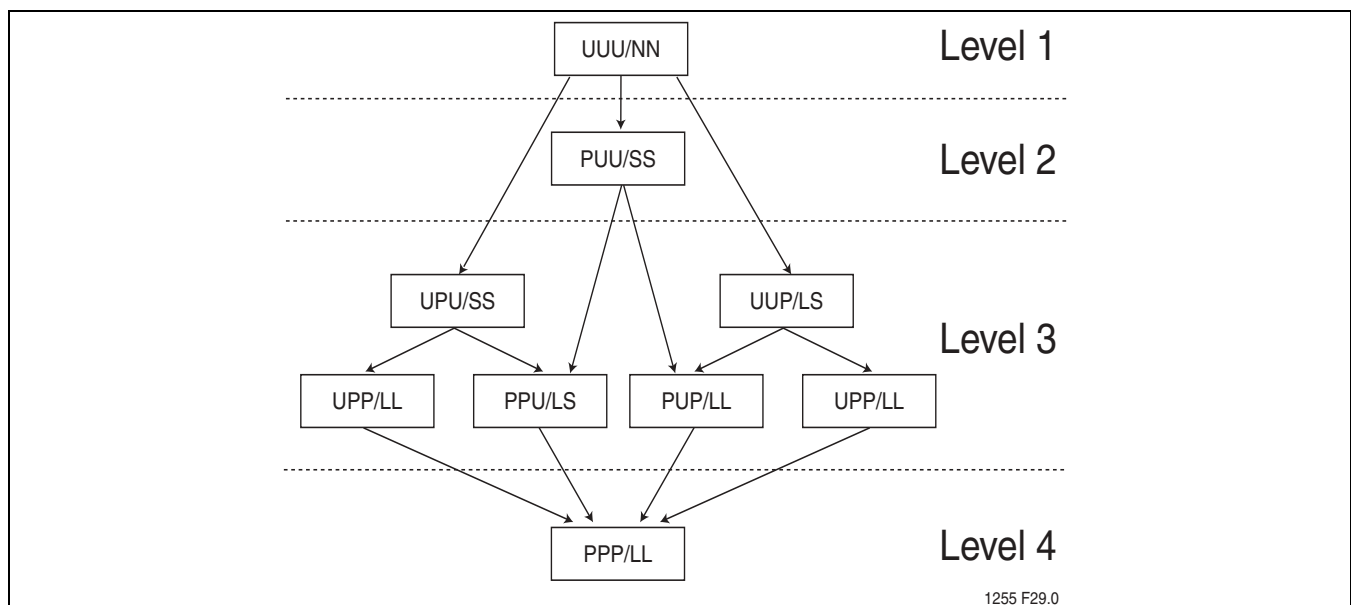 UUU/NN
Level 1
PUU/SS
Level 2
UPU/SS
UUP/LS
Level 3
UPP/LL
PPU/LS
PUP/LL
UPP/LL
PPP/LL
Level 4
1255 F29.0